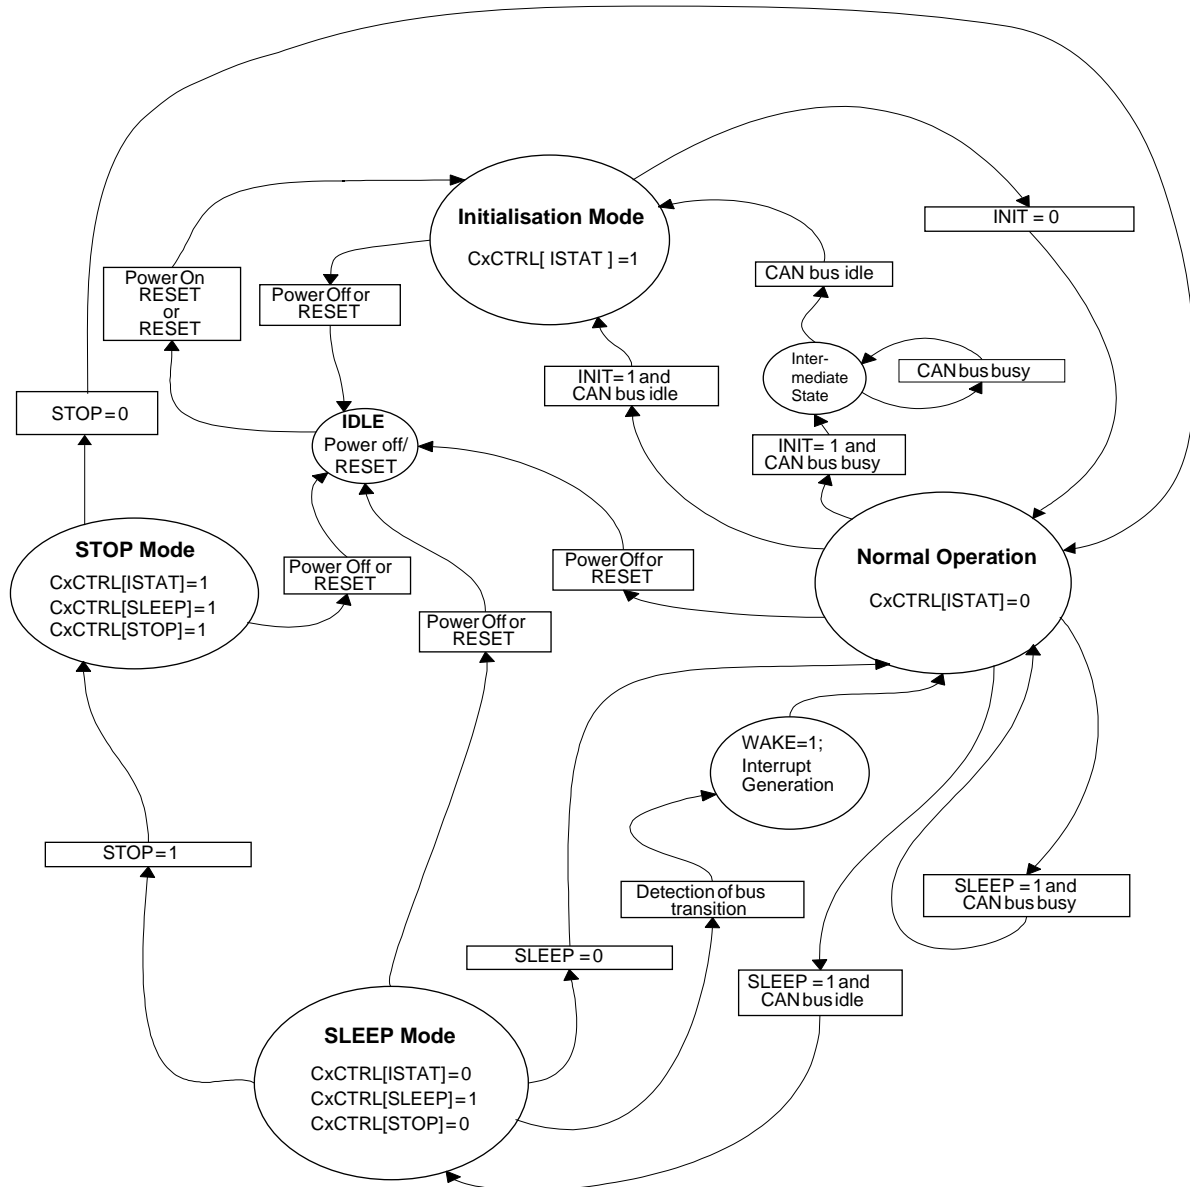 Initialisation Mode
CxCTRL[ ISTAT ] =1
INIT = 0
CAN bus idle
Power On
RESET
or
RESET
Power Off or
RESET
Inter-
mediate
State
CAN bus busy
INIT= 1 and
CAN bus idle
STOP = 0
IDLE
Power off/
RESET
INIT= 1 and
CAN bus busy
STOP Mode
CxCTRL[ISTAT]=1
CxCTRL[SLEEP]=1
CxCTRL[STOP]=1
Power Off or
RESET
Power Off or
RESET
Normal Operation
CxCTRL[ISTAT]=0
Power Off or
RESET
WAKE=1;
Interrupt
Generation
STOP = 1
Detection of bus
transition
SLEEP = 1 and
CAN bus busy
SLEEP = 0
SLEEP = 1 and
CAN bus idle
SLEEP Mode
CxCTRL[ISTAT]=0
CxCTRL[SLEEP]=1
CxCTRL[STOP]=0